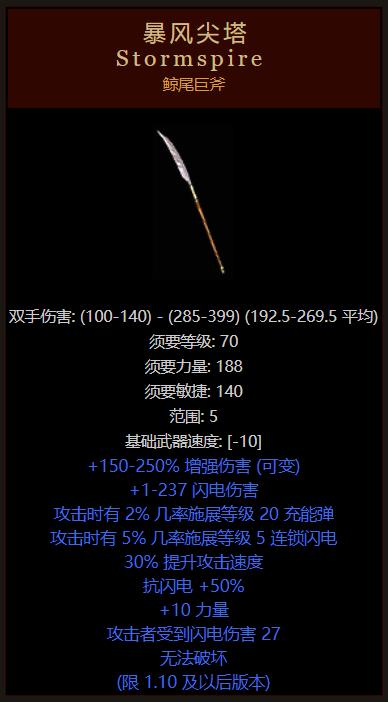 暴风尖塔
Stormspire
鲸尾巨斧
双手伤害: (100-140) - (285-399) (192.5-269.5 平均)
须要等级: 70
须要力量: 188
须要敏捷: 140
范围: 5
基础武器速度: [-10]
+150-250% 增强伤害 (可变)
+1-237 闪电伤害
攻击时有 2% 几率施展等级 20 充能弹
攻击时有 5% 几率施展等级 5 连锁闪电
30% 提升攻击速度
抗闪电 +50%
+10 力量
攻击者受到闪电伤害 27
无法破坏
(限 1.10 及以后版本)